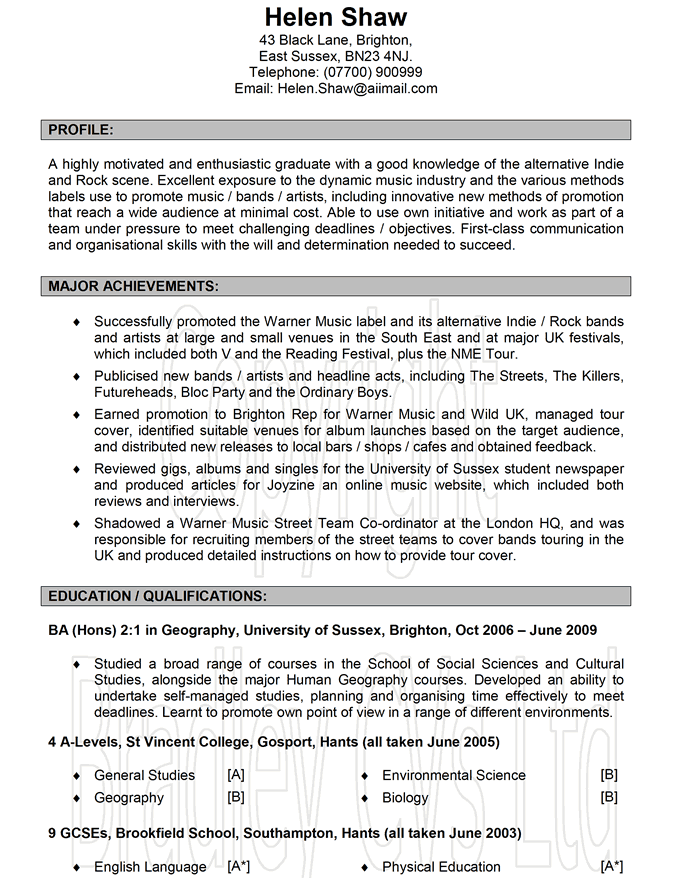 Helen Shaw
43 Black Lane, Brighton,
East Sussex, BN23 4NJ.
Telephone: (07700) 900999
Email: Helen.Shaw@aiimail.com
PROFILE:
A highly motivated and enthusiastic graduate with a good knowledge of the alternative Indie
and Rock scene. Excellent exposure to the dynamic music industry and the various methods
labels use to promote music / bands / artists, including innovative new methods of promotion
that reach a wide audience at minimal cost. Able to use own initiative and work as part of a
team under pressure to meet challenging deadlines / objectives. First-class communication
and organisational skills with the will and determination needed to succeed.
MAJOR ACHIEVEMENTS:
♦ Successfully promoted the Warner Music label and its alternative Indie / Rock bands
and artists at large and small venues in the South East and at major UK festivals,
which included both V and the Reading Festival, plus the NME Tour.
♦ Publicised new bands / artists and headline acts, including The Streets, The Killers,
Futureheads, Bloc Party and the Ordinary Boys.
♦ Earned promotion to Brighton Rep for Warner Music and Wild UK, managed tour
cover, identified suitable venues for album launches based on the target audience,
and distributed new releases to local bars / shops / cafes and obtained feedback.
♦ Reviewed gigs, albums and singles for the University of Sussex student newspaper
and produced articles for Joyzine an online music website, which included both
reviews and interviews.
♦ Shadowed a Warner Music Street Team Co-ordinator at the London HQ, and was
responsible for recruiting members of the street teams to cover bands touring in the
UK and produced detailed instructions on how to provide tour cover.
Copyright
EDUCATION / QUALIFICATIONS:
BA (Hons) 2:1 in Geography, University of Sussex, Brighton, Oct 2006 – June 2009
♦ Studied a broad range of courses in the School of Social Sciences and Cultural
Studies, alongside the major Human Geography courses. Developed an ability to
undertake self-managed studies, planning and organising time effectively to meet
deadlines. Learnt to promote own point of view in a range of different environments.
4 A-Levels, St Vincent College, Gosport, Hants (all taken June 2005)
♦ General Studies [A] ♦ Environmental Science [B]
♦ Geography [B] ♦ Biology [B]
9 GCSEs, Brookfield School, Southampton, Hants (all taken June 2003)
♦ English Language [A*] ♦ Physical Education [A*]
Bradley CVs Ltd